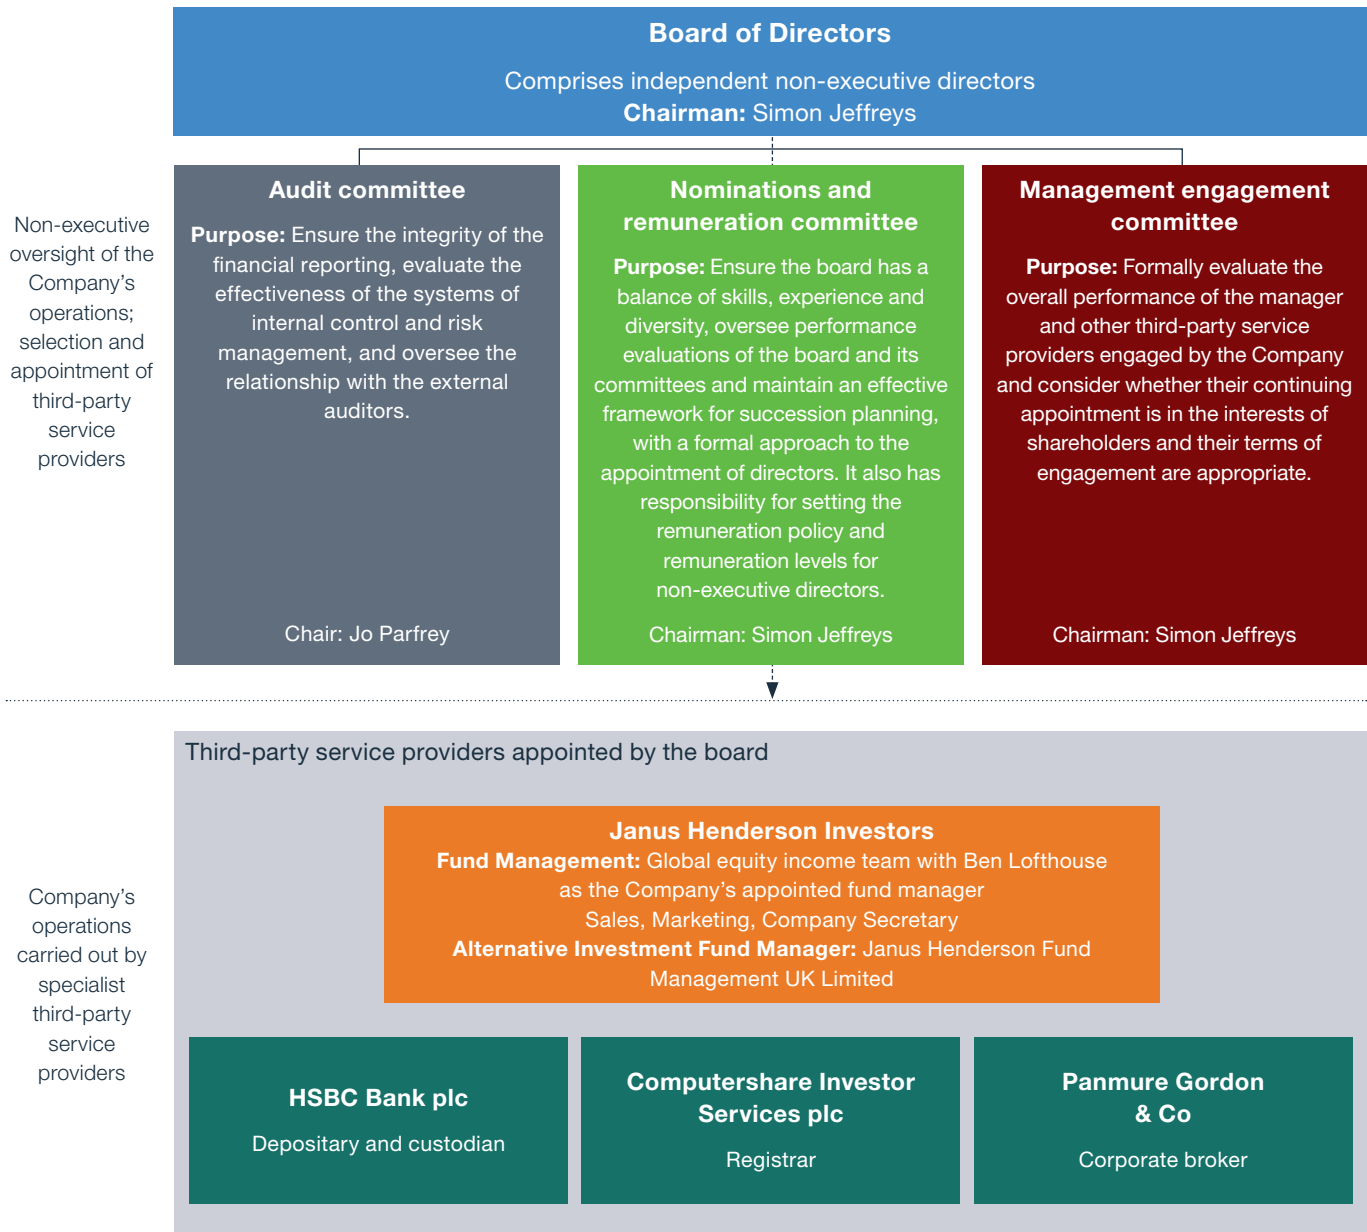 Board of Directors
Comprises independent non-executive directors
Chairman: Simon Jeffreys
Non-executive
oversight of the
Company’s
operations;
selection and
appointment of
third-party
service
providers
Audit committee
Purpose: Ensure the integrity of the
financial reporting, evaluate the
effectiveness of the systems of
internal control and risk
management, and oversee the
relationship with the external
auditors.
Chair: Jo Parfrey
Nominations and
remuneration committee
Purpose: Ensure the board has a
balance of skills, experience and
diversity, oversee performance
evaluations of the board and its
committees and maintain an effective
framework for succession planning,
with a formal approach to the
appointment of directors. It also has
responsibility for setting the
remuneration policy and
remuneration levels for
non-executive directors.
Chairman: Simon Jeffreys
Management engagement
committee
Purpose: Formally evaluate the
overall performance of the manager
and other third-party service
providers engaged by the Company
and consider whether their continuing
appointment is in the interests of
shareholders and their terms of
engagement are appropriate.
Chairman: Simon Jeffreys
Company’s
operations
carried out by
specialist
third-party
service
providers
Third-party service providers appointed by the board
Janus Henderson Investors
Fund Management: Global equity income team with Ben Lofthouse
as the Company’s appointed fund manager
Sales, Marketing, Company Secretary
Alternative Investment Fund Manager: Janus Henderson Fund
Management UK Limited
HSBC Bank plc
Depositary and custodian
Computershare Investor
Services plc
Registrar
Panmure Gordon
& Co
Corporate broker